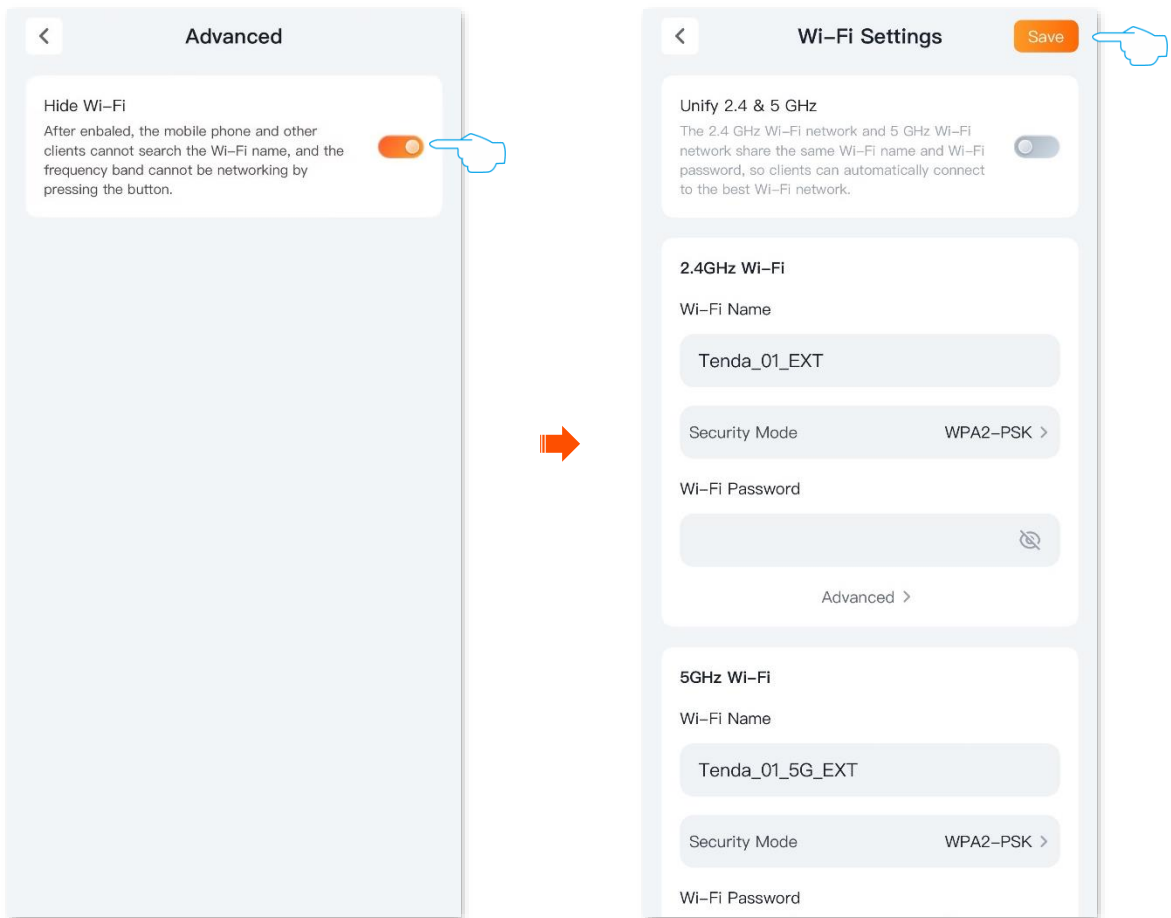 Advanced
Hide Wi-Fi
After enbaled, the mobile phone and other
clients cannot search the Wi-Fi name, and the
frequency band cannot be networking by
pressing the button.
Wi-Fi Settings
Save
Unify 2.4 & 5 GHz
The 2.4 GHz Wi-Fi network and 5 GHz Wi-Fi
network share the same Wi-Fi name and Wi-Fi
password, so clients can automatically connect
to the best Wi-Fi network.
2.4GHz Wi-Fi
Wi-Fi Name
Tenda_01_EXT
Security Mode WPA2-PSK >
Wi-Fi Password
Advanced >
5GHz Wi-Fi
Wi-Fi Name
Tenda_01_5G_EXT
Security Mode WPA2-PSK >
Wi-Fi Password